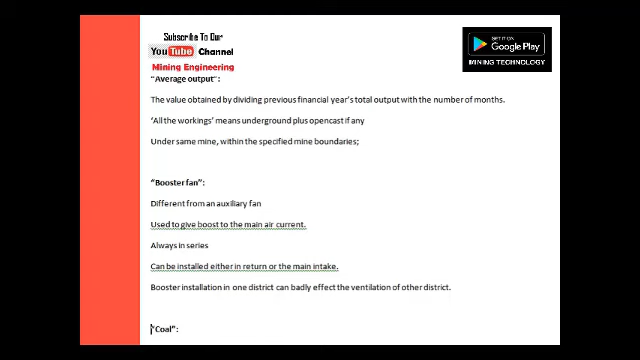 Subscribe To Our
YouTube Channel
Mining Engineering
GET IT ON
Google Play
MINING TECHNOLOGY
"Average output":
The value obtained by dividing previous financial year's total output with the number of months.
'All the workings' means underground plus opencast if any
Under same mine, within the specified mine boundaries;
"Booster fan":
Different from an auxiliary fan
Used to give boost to the main air current.
Always in series
Can be installed either in return or the main intake.
Booster installation in one district can badly effect the ventilation of other district.
"Coal":